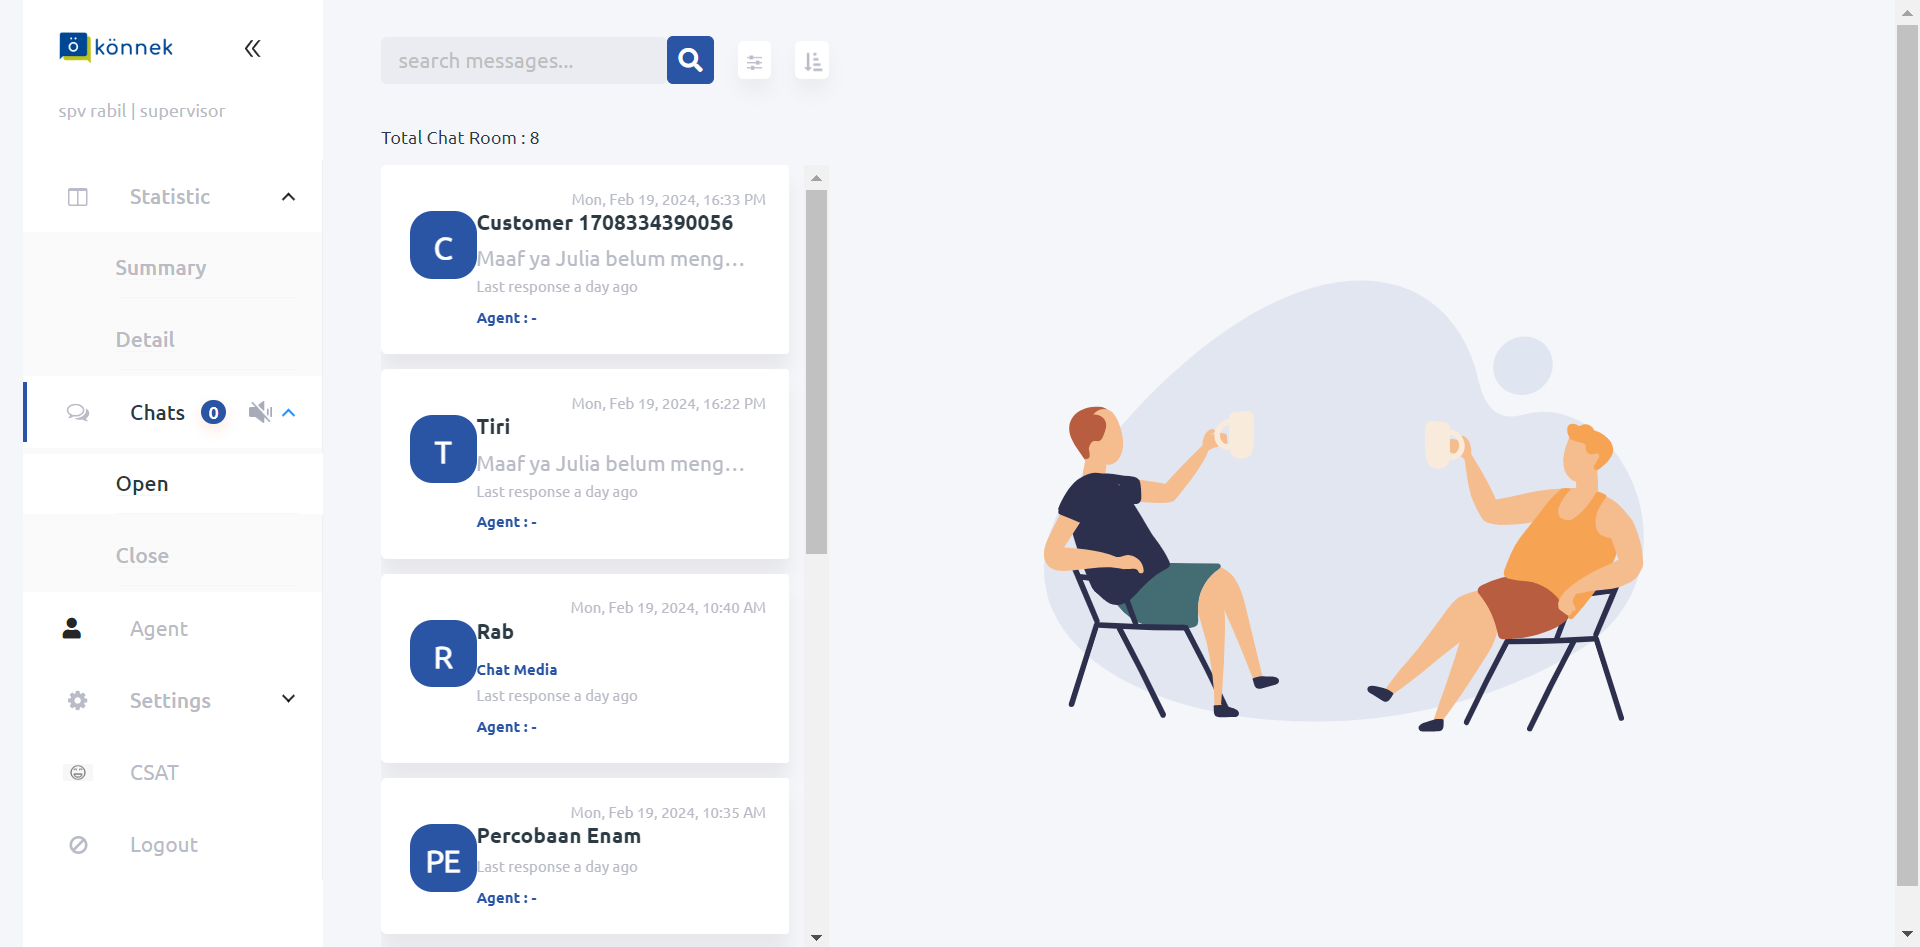 ö könnek
spv rabil | supervisor
Statistic
Summary
Detail
Chats 0
Open
Close
Agent
Settings
CSAT
Logout
search messages...
Total Chat Room : 8
Mon, Feb 19, 2024, 16:33 PM
C
Customer 1708334390056
Maaf ya Julia belum meng...
Last response a day ago
Agent : -
Mon, Feb 19, 2024, 16:22 PM
T
Tiri
Maaf ya Julia belum meng...
Last response a day ago
Agent : -
Mon, Feb 19, 2024, 10:40 AM
R
Rab
Chat Media
Last response a day ago
Agent : -
Mon, Feb 19, 2024, 10:35 AM
PE
Percobaan Enam
Last response a day ago
Agent : -